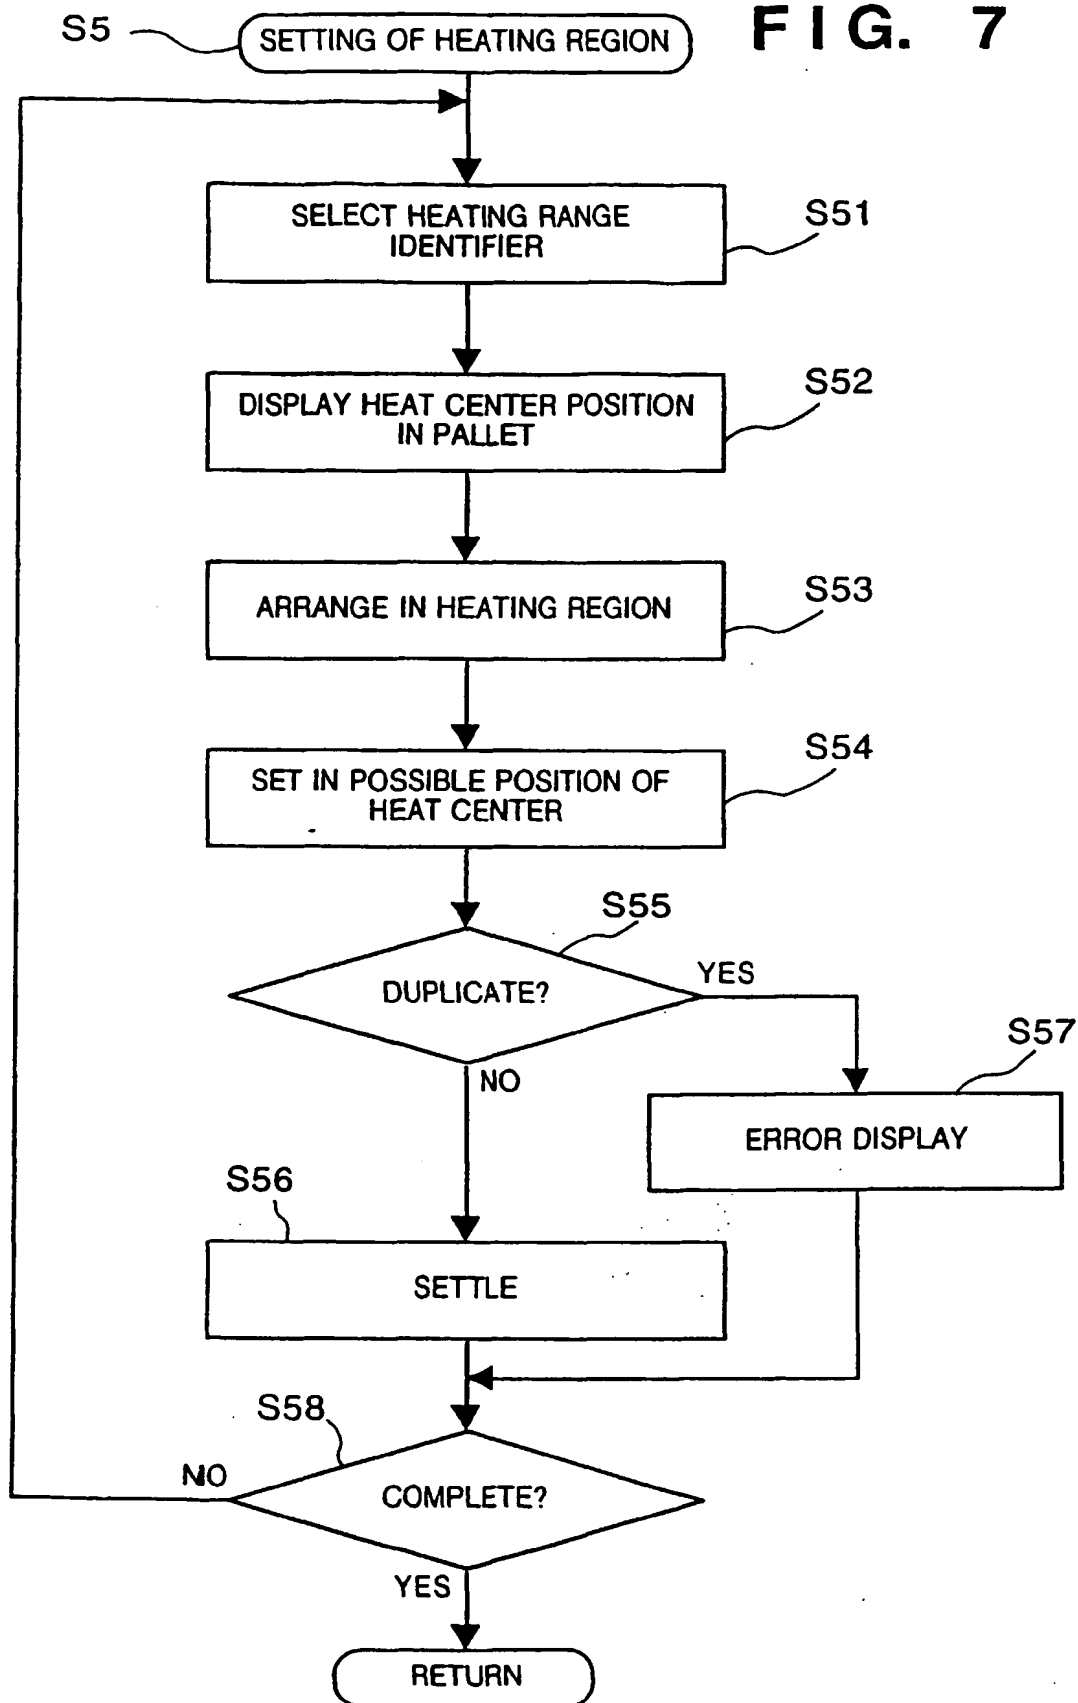 FIG. 7
S5
SETTING OF HEATING REGION
SELECT HEATING RANGE
IDENTIFIER
S51
DISPLAY HEAT CENTER POSITION
IN PALLET
S52
ARRANGE IN HEATING REGION
S53
SET IN POSSIBLE POSITION OF
HEAT CENTER
S54
S55
DUPLICATE?
YES
NO
S57
ERROR DISPLAY
S56
SETTLE
S58
NO
COMPLETE?
YES
RETURN